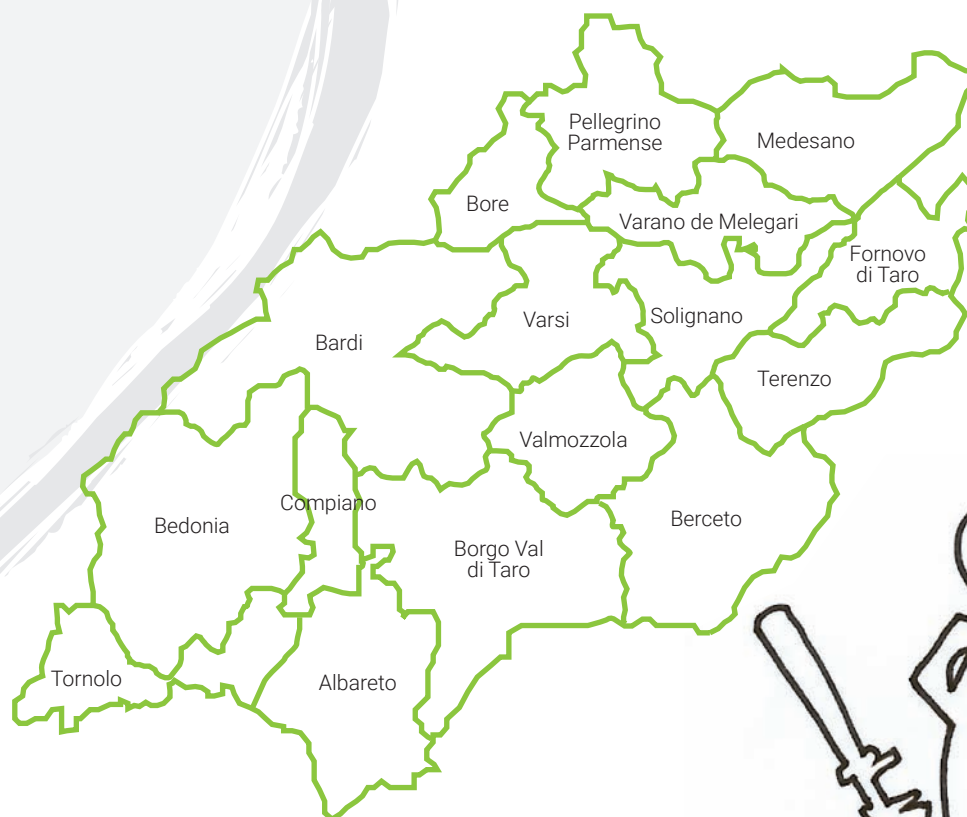 Pellegrino
Parmense
Medesano
Bore
Varano de Melegari
Fornovo
di Taro
Varsi
Solignano
Bardi
Terenzo
Valmozzola
Compiano
Bedonia
Berceto
Borgo Val
di Taro
Tornolo
Albareto